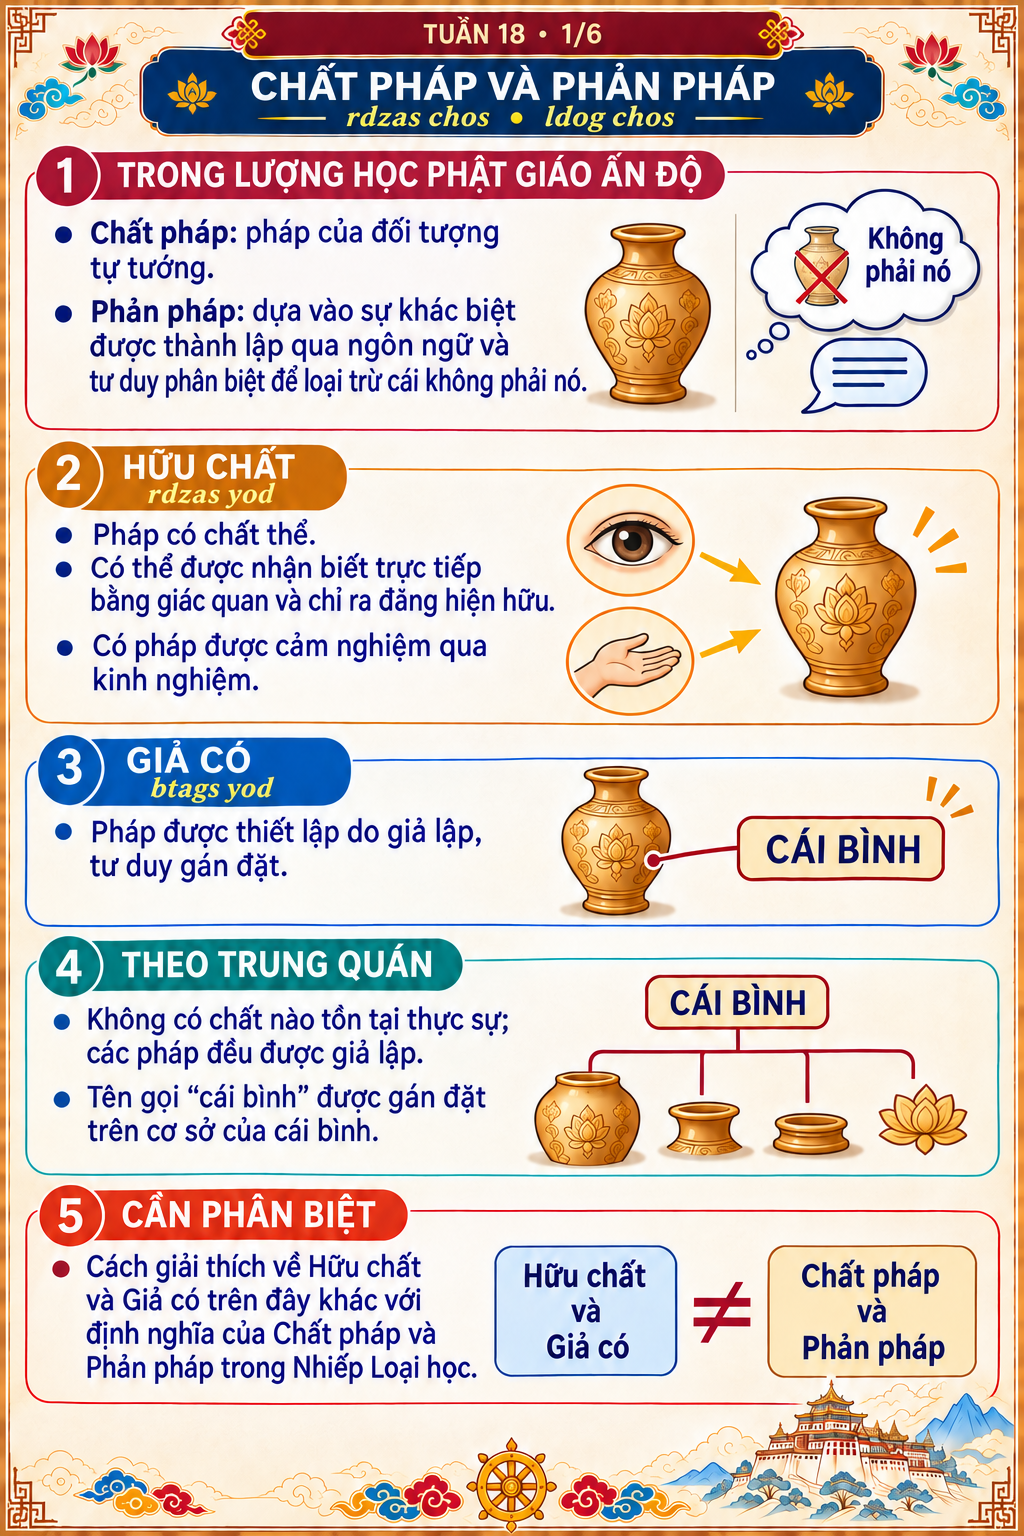 TUẦN 18 • 1/6
CHẤT PHÁP VÀ PHẢN PHÁP
rdzas chos • ldog chos
1 TRONG LƯỢNG HỌC PHẬT GIÁO ẤN ĐỘ
• Chất pháp: pháp của đối tượng
tự tướng.
• Phản pháp: dựa vào sự khác biệt
được thành lập qua ngôn ngữ và
tư duy phân biệt để loại trừ cái không phải nó.
Không
phải nó
2 HỮU CHẤT
rdzas yod
• Pháp có chất thể.
• Có thể được nhận biết trực tiếp
bằng giác quan và chỉ ra đăng hiện hữu.
• Có pháp được cảm nghiệm qua
kinh nghiệm.
3 GIẢ CÓ
btags yod
• Pháp được thiết lập do giả lập,
tư duy gán đặt.
CÁI BÌNH
4 THEO TRUNG QUÁN
• Không có chất nào tồn tại thực sự;
các pháp đều được giả lập.
• Tên gọi “cái bình” được gán đặt
trên cơ sở của cái bình.
CÁI BÌNH
5 CẦN PHÂN BIỆT
• Cách giải thích về Hữu chất
và Giả có trên đây khác với
định nghĩa của Chất pháp và
Phản pháp trong Nhiếp Loại học.
Hữu chất
và
Giả có
≠
Chất pháp
và
Phản pháp